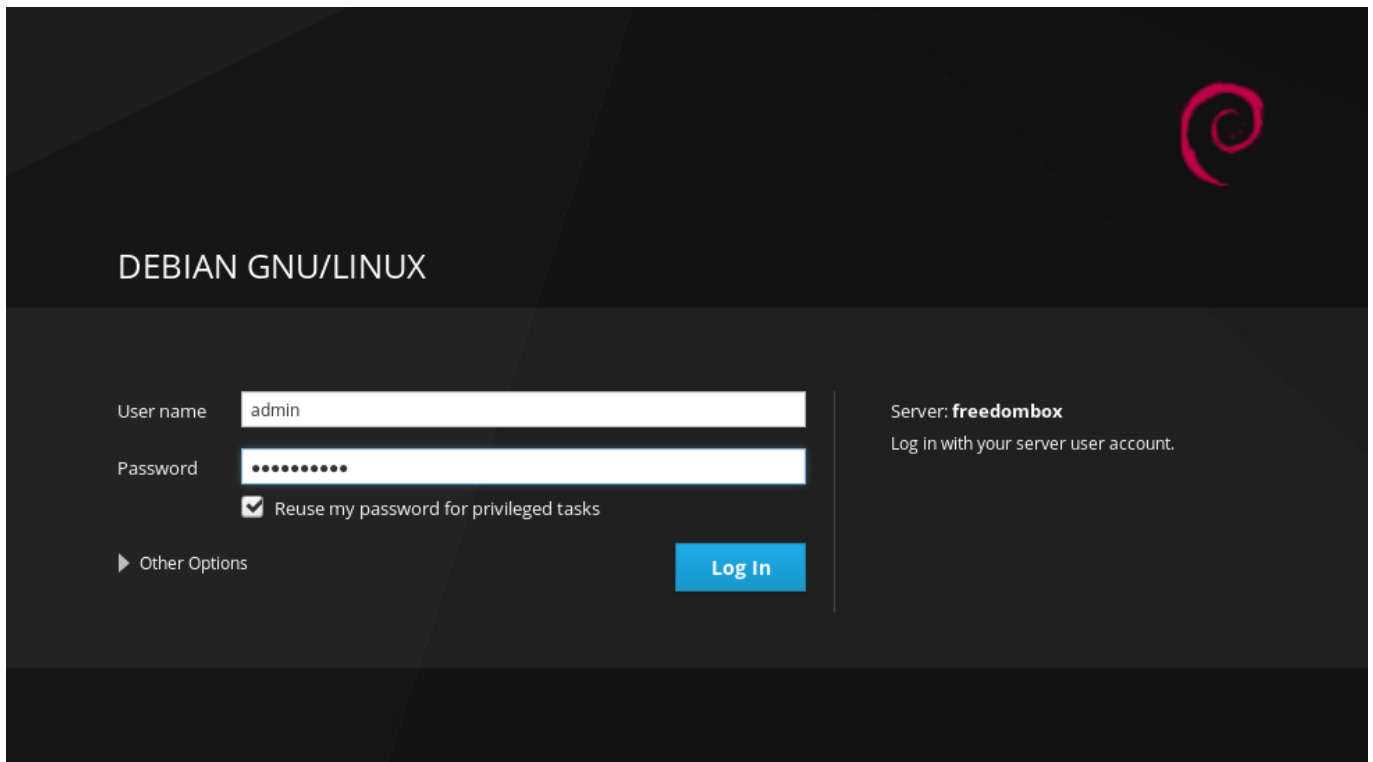 DEBIAN GNU/LINUX
User name
admin
Password
••••••••••
Reuse my password for privileged tasks
Other Options
Log In
Server: freedombox
Log in with your server user account.